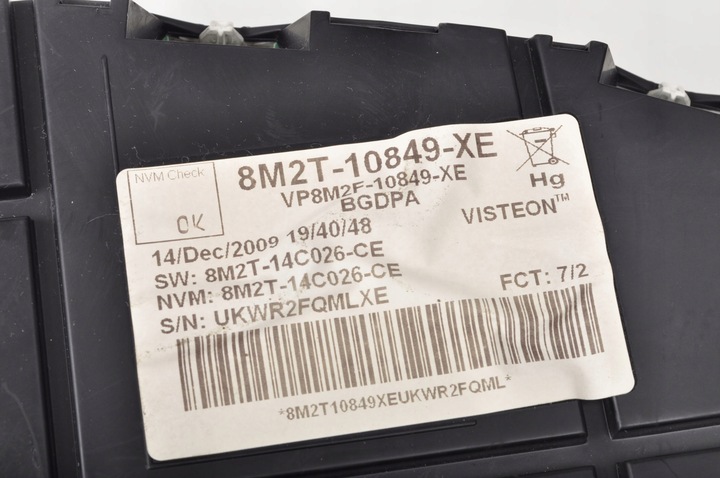 NVM Check
OK
8M2T-10849-XE
VP8M2F-10849-XE
BGDPA
Hg
VISTEON™
14/Dec/2009 19/40/48
SW: 8M2T-14C026-CE
NVM: 8M2T-14C026-CE
FCT: 7/2
S/N: UKWR2FQMLXE
*8M2T10849XEUKWR2FQML*